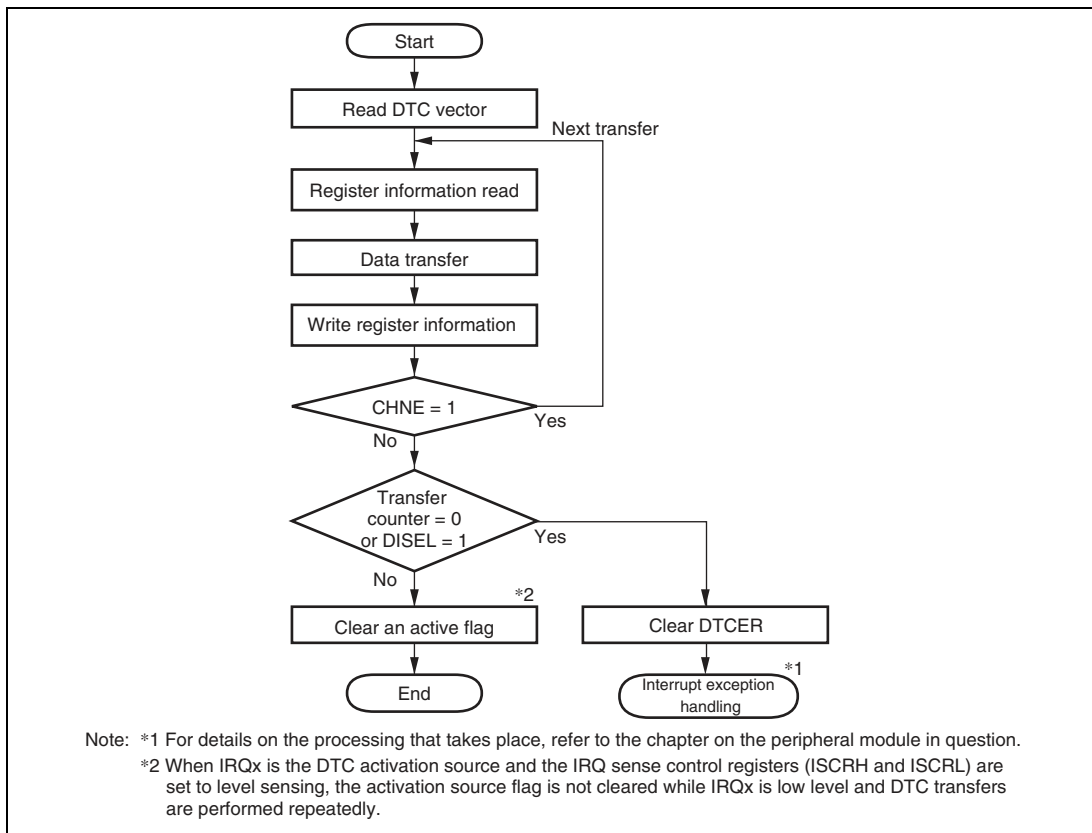 Start
Read DTC vector
Next transfer
Register information read
Data transfer
Write register information
CHNE = 1
Yes
No
Transfer
counter = 0
or DISEL = 1
Yes
No
*2
Clear an active flag
Clear DTCER
*1
End
Interrupt exception
handling
Note: *1 For details on the processing that takes place, refer to the chapter on the peripheral module in question.
*2 When IRQx is the DTC activation source and the IRQ sense control registers (ISCRH and ISCRL) are
set to level sensing, the activation source flag is not cleared while IRQx is low level and DTC transfers
are performed repeatedly.